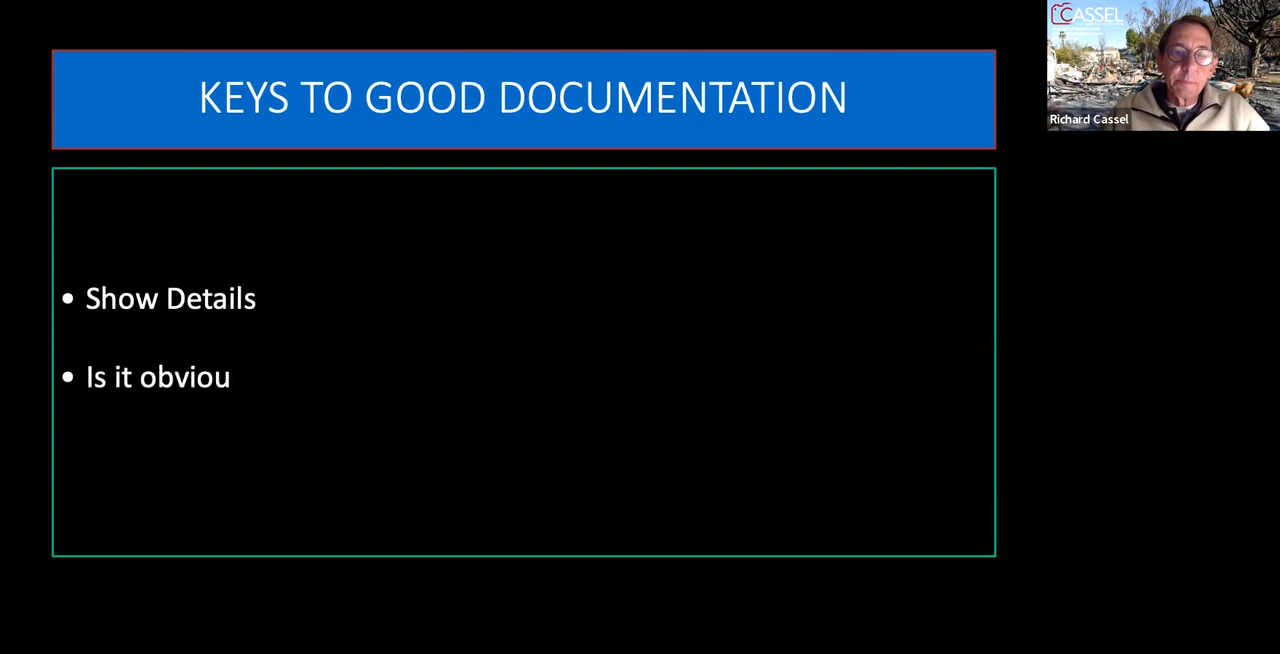 KEYS TO GOOD DOCUMENTATION
CASSEL
Richard Cassel
• Show Details
• Is it obviou